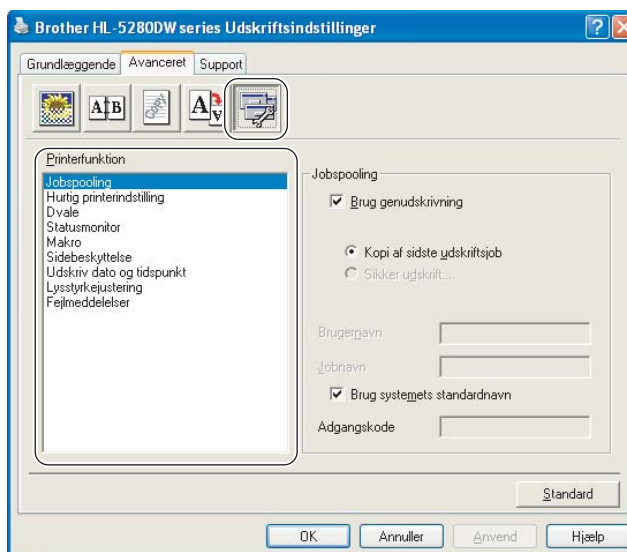 Brother HL-5280DW series Udskriftsindstillinger
Grundlæggende Avanceret Support
Printerfunktion
Jobspooling
Hurtig printerindstilling
Dvale
Statusmonitor
Makro
Sidebeskyttelse
Udskriv dato og tidspunkt
Lysstyrkejustering
Fejlmeddelelser
Jobspooling
Brug genudskrivning
Kopi af sidste udskriftsjob
Sikker udskrift...
Brugernavn
Jobnavn
Brug systemets standardnavn
Adgangskode
Standard
OK Annuller Anvend Hjælp